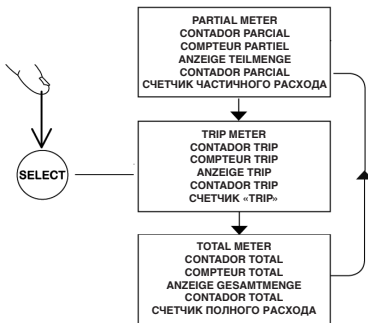 PARTIAL METER
CONTADOR PARCIAL
COMPTEUR PARTIEL
ANZEIGE TEILMENGE
CONTADOR PARCIAL
СЧЕТЧИК ЧАСТИЧНОГО РАСХОДА
SELECT
TRIP METER
CONTADOR TRIP
COMPTEUR TRIP
ANZEIGE TRIP
CONTADOR TRIP
СЧЕТЧИК «TRIP»
TOTAL METER
CONTADOR TOTAL
COMPTEUR TOTAL
ANZEIGE GESAMTMENGE
CONTADOR TOTAL
СЧЕТЧИК ПОЛНОГО РАСХОДА